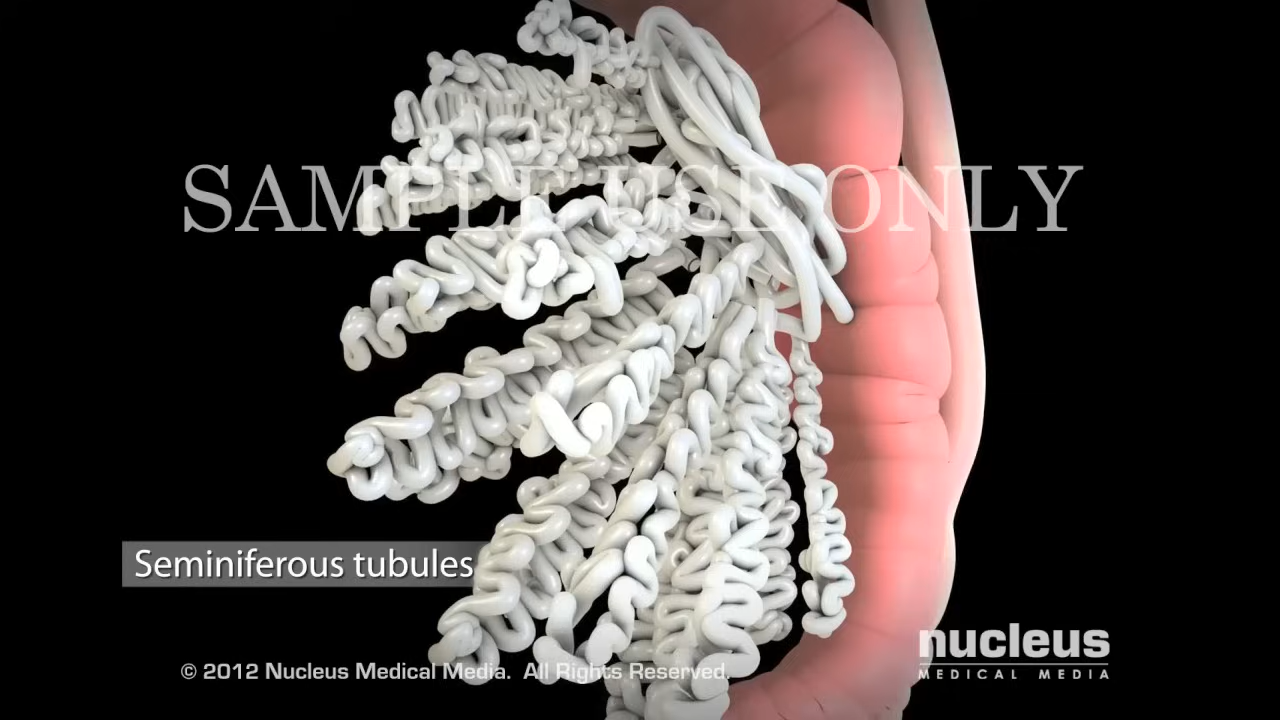 SAMPLE USE ONLY
Seminiferous tubules
© 2012 Nucleus Medical Media. All Rights Reserved.
nucleus
MEDICAL MEDIA